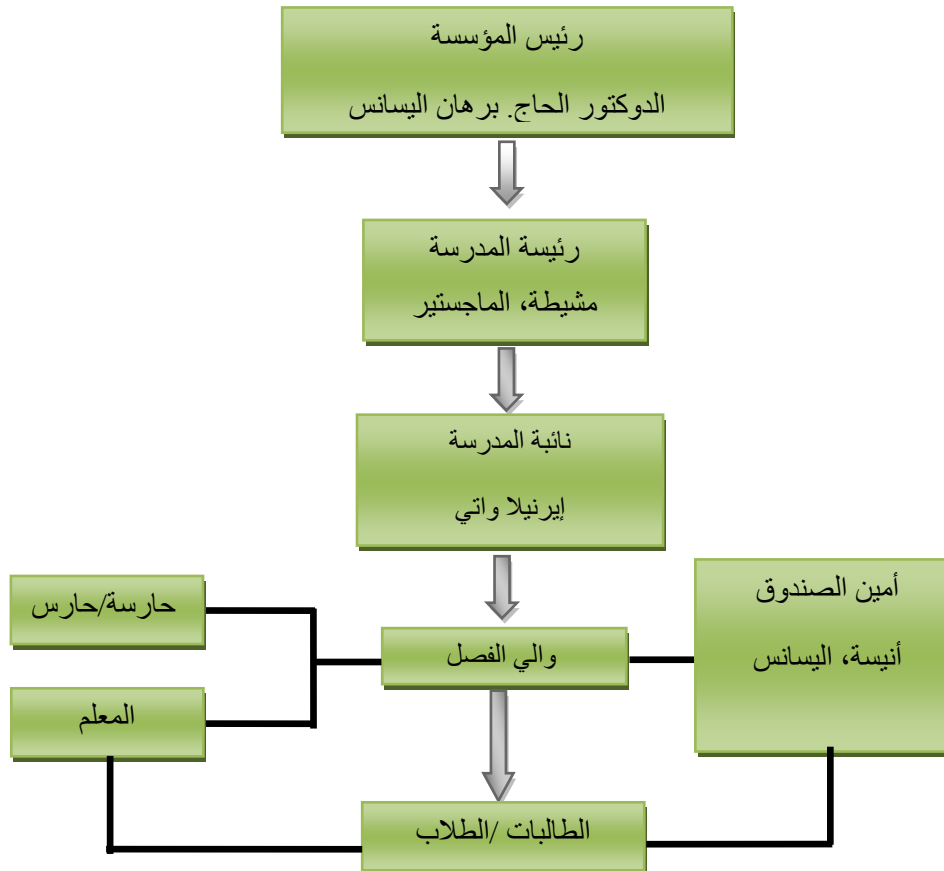 رئيس المؤسسة
الدوكتور الحاج. برهان اليسانس
رئيسة المدرسة
مشيطة، الماجستير
نائبة المدرسة
إيرنيلا واتي
أمين الصندوق
أنيسة، اليسانس
حارسة/حارس
والي الفصل
المعلم
الطالبات /الطلاب